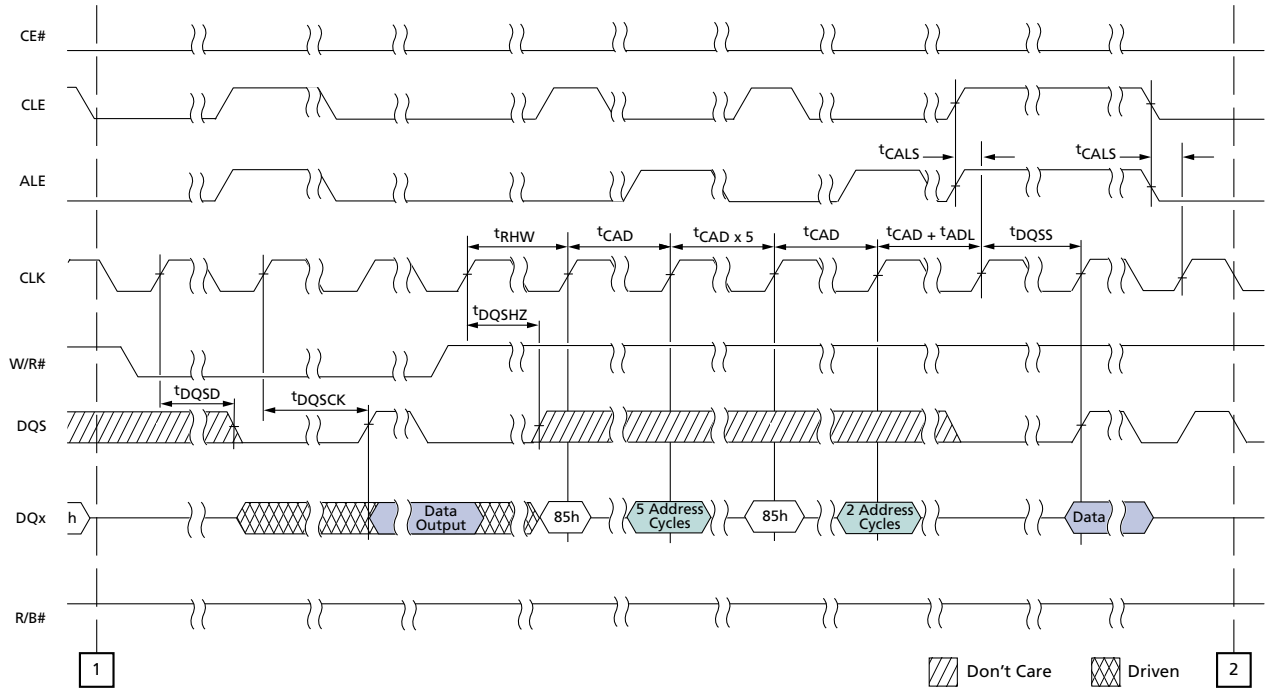 CE#
CLE
tCALS
tCALS
ALE
tRHW
tCAD
tCAD x 5
tCAD
tCAD + tADL
tDQSS
CLK
tDQSHZ
W/R#
tDQSD
tDQSCK
DQS
DQx
h
Data
Output
85h
5 Address
Cycles
85h
2 Address
Cycles
Data
R/B#
1
Don't Care
Driven
2